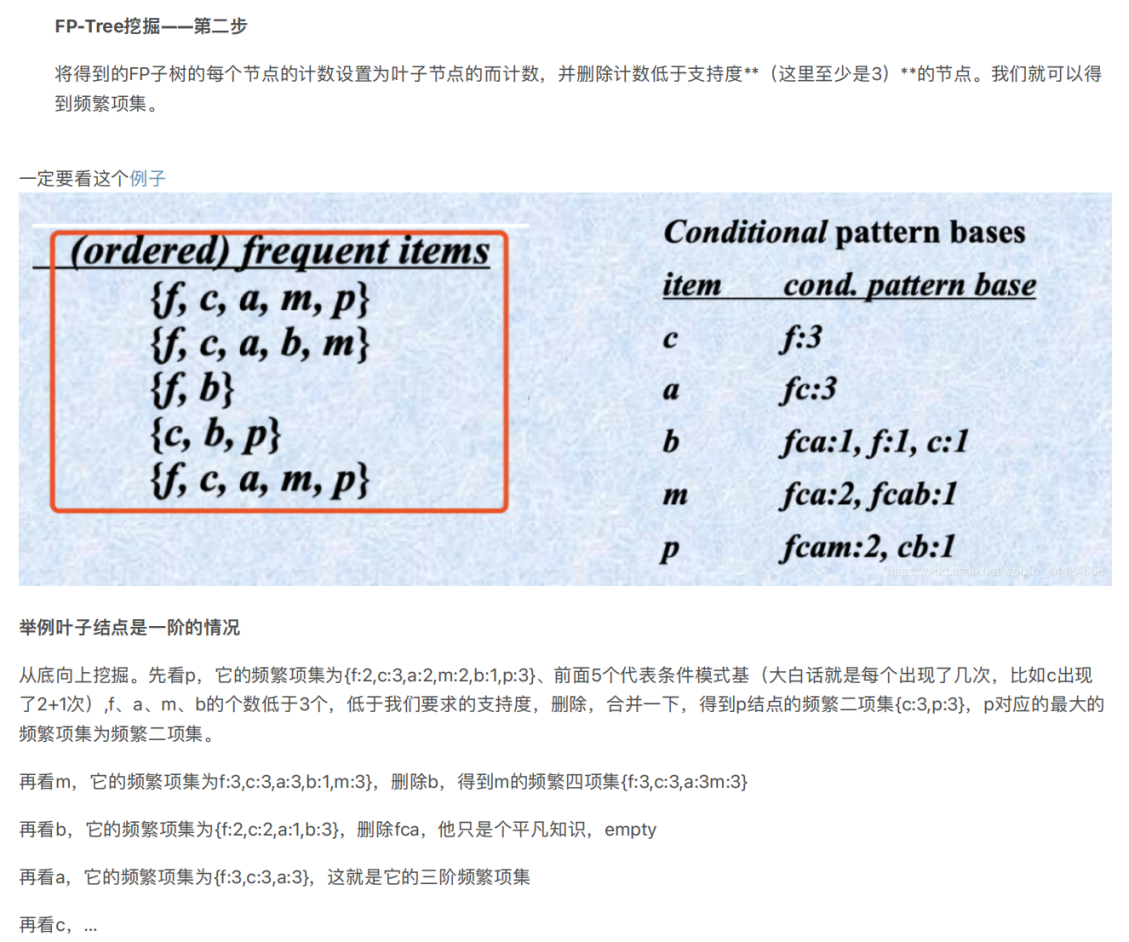 FP-Tree挖掘——第二步
将得到的FP子树的每个节点的计数设置为叶子节点的而计数，并删除计数低于支持度**（这里至少是3）**的节点。我们就可以得
到频繁项集。
一定要看这个例子
(ordered) frequent items
{f, c, a, m, p}
{f, c, a, b, m}
{f, b}
{c, b, p}
{f, c, a, m, p}
Conditional pattern bases
item cond. pattern base
c f:3
a fc:3
b fca:1, f:1, c:1
m fca:2, fcab:1
p fcam:2, cb:1
举例叶子结点是一阶的情况
从底向上挖掘。先看p，它的频繁项集为{f:2,c:3,a:2,m:2,b:1,p:3}、前面5个代表条件模式基（大白话就是每个出现了几次，比如c出现
了2+1次）,f、a、m、b的个数低于3个，低于我们要求的支持度，删除，合并一下，得到p结点的频繁二项集{c:3,p:3}，p对应的最大的
频繁项集为频繁二项集。
再看m，它的频繁项集为f:3,c:3,a:3,b:1,m:3}，删除b，得到m的频繁四项集{f:3,c:3,a:3m:3}
再看b，它的频繁项集为{f:2,c:2,a:1,b:3}，删除fca，他只是个平凡知识，empty
再看a，它的频繁项集为{f:3,c:3,a:3}，这就是它的三阶频繁项集
再看c，...